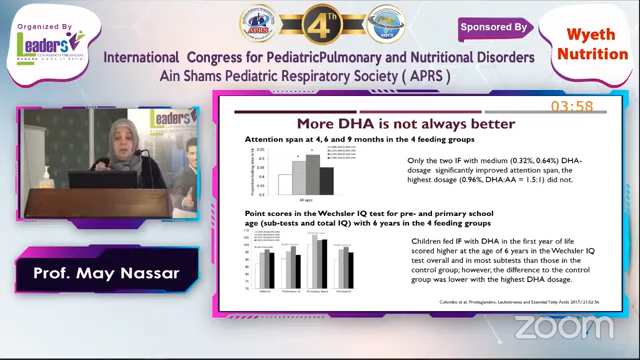 Organized By
Leaders
4th
APRS
Sponsored By
Wyeth
Nutrition
International Congress for PediatricPulmonary and Nutritional Disorders
Ain Shams Pediatric Respiratory Society ( APRS )
Leaders
03:58
More DHA is not always better
Attention span at 4, 6 and 9 months in the 4 feeding groups
All ages
Only the two IF with medium (0.32%, 0.64%) DHA-
dosage significantly improved attention span, the
highest dosage (0.96%, DHA:AA = 1.5:1) did not.
Point scores in the Wechsler IQ test for pre- and primary school
age (sub-tests and total IQ) with 6 years in the 4 feeding groups
Children fed IF with DHA in the first year of life
scored higher at the age of 6 years in the Wechsler IQ
test overall and in most subtests than those in the
control group; however, the difference to the control
group was lower with the highest DHA dosage.
Colombo et al. Prostaglandins, Leukotrienes and Essential Fatty Acids 2017/ 21:52-56
Prof. May Nassar
zoom